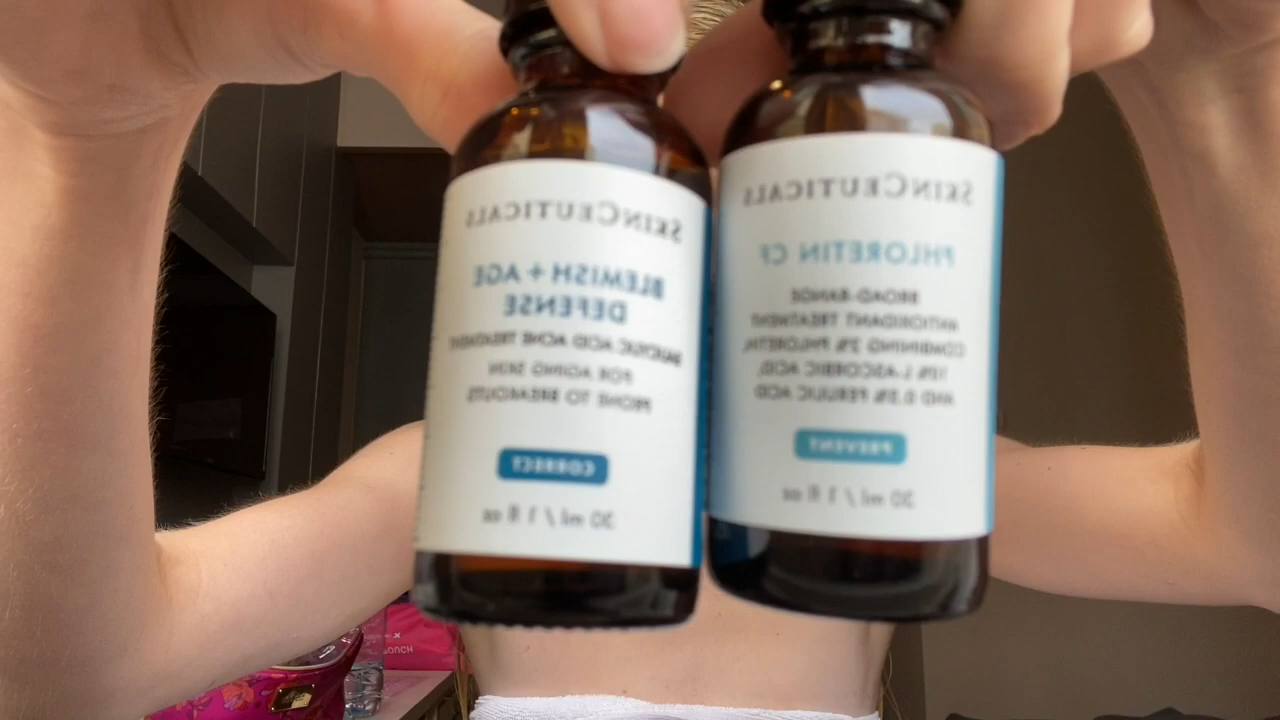 SKINCEUTICALS
BLEMISH + AGE
DEFENSE
SALICYLIC ACID ACNE TREATMENT
FOR AGING SKIN
PRONE TO BREAKOUTS
CORRECT
30 ml / 1 fl oz
SKINCEUTICALS
PHLORETIN CF
BROAD-RANGE
ANTIOXIDANT TREATMENT
COMBINING 2% PHLORETIN,
10% L-ASCORBIC ACID,
AND 0.5% FERULIC ACID
PREVENT
30 ml / 1 fl oz